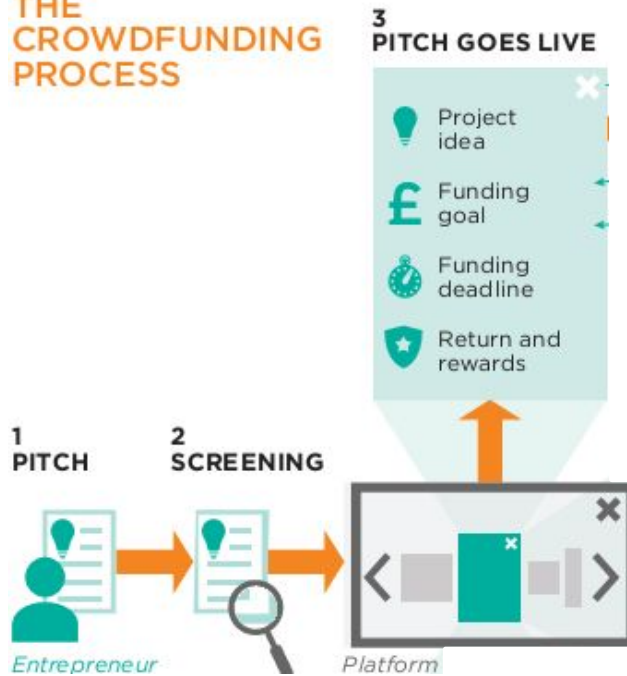 THE
CROWDFUNDING
PROCESS
3
PITCH GOES LIVE
Project
idea
£
Funding
goal
Funding
deadline
Return and
rewards
1
PITCH
2
SCREENING
Entrepreneur
Platform